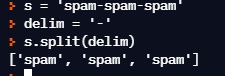 > s = 'spam-spam-spam'
> delim = '-'
> s.split(delim)
['spam', 'spam', 'spam']
>